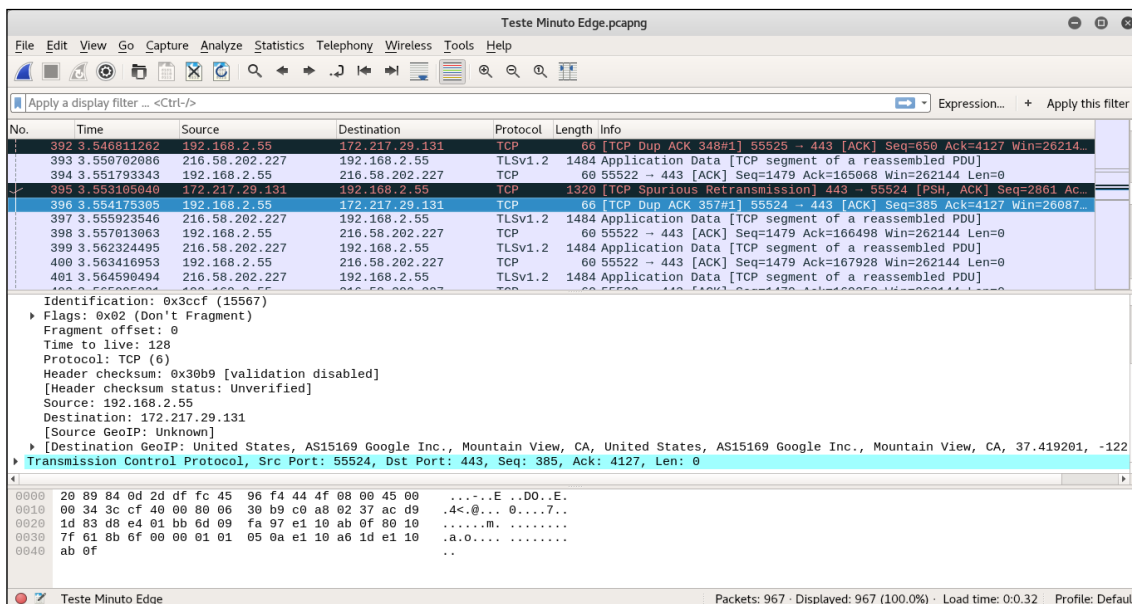 Teste Minuto Edge.pcapng
File Edit View Go Capture Analyze Statistics Telephony Wireless Tools Help
Apply a display filter ... <Ctrl-/> Expression... + Apply this filter
No. Time Source Destination Protocol Length Info
392 3.546811262 192.168.2.55 172.217.29.131 TCP 66 [TCP Dup ACK 348#1] 55525 → 443 [ACK] Seq=650 Ack=4127 Win=26214…
393 3.550702086 216.58.202.227 192.168.2.55 TLSv1.2 1484 Application Data [TCP segment of a reassembled PDU]
394 3.551793343 192.168.2.55 216.58.202.227 TCP 60 55522 → 443 [ACK] Seq=1479 Ack=165068 Win=262144 Len=0
395 3.553105040 172.217.29.131 192.168.2.55 TCP 1320 [TCP Spurious Retransmission] 443 → 55524 [PSH, ACK] Seq=2861 Ac…
396 3.554175305 192.168.2.55 172.217.29.131 TCP 66 [TCP Dup ACK 357#1] 55524 → 443 [ACK] Seq=385 Ack=4127 Win=26087…
397 3.555923546 216.58.202.227 192.168.2.55 TLSv1.2 1484 Application Data [TCP segment of a reassembled PDU]
398 3.557013063 192.168.2.55 216.58.202.227 TCP 60 55522 → 443 [ACK] Seq=1479 Ack=166498 Win=262144 Len=0
399 3.562324495 216.58.202.227 192.168.2.55 TLSv1.2 1484 Application Data [TCP segment of a reassembled PDU]
400 3.563416953 192.168.2.55 216.58.202.227 TCP 60 55522 → 443 [ACK] Seq=1479 Ack=167928 Win=262144 Len=0
401 3.564590494 216.58.202.227 192.168.2.55 TLSv1.2 1484 Application Data [TCP segment of a reassembled PDU]
Identification: 0x3ccf (15567)
Flags: 0x02 (Don't Fragment)
Fragment offset: 0
Time to live: 128
Protocol: TCP (6)
Header checksum: 0x30b9 [validation disabled]
[Header checksum status: Unverified]
Source: 192.168.2.55
Destination: 172.217.29.131
[Source GeoIP: Unknown]
[Destination GeoIP: United States, AS15169 Google Inc., Mountain View, CA, United States, AS15169 Google Inc., Mountain View, CA, 37.419201, -122
Transmission Control Protocol, Src Port: 55524, Dst Port: 443, Seq: 385, Ack: 4127, Len: 0
0000 20 89 84 0d 2d df fc 45 96 f4 44 4f 08 00 45 00 ...-..E ..DO..E.
0010 00 34 3c cf 40 00 80 06 30 b9 c0 a8 02 37 ac d9 .4<.@... 0....7..
0020 1d 83 d8 e4 01 bb 6d 09 fa 97 e1 10 ab 0f 80 10 ......m. ........
0030 7f 61 8b 6f 00 00 01 01 05 0a e1 10 a6 1d e1 10 .a.o.... ........
0040 ab 0f ..
Teste Minuto Edge Packets: 967 · Displayed: 967 (100.0%) · Load time: 0:0.32 Profile: Defaul